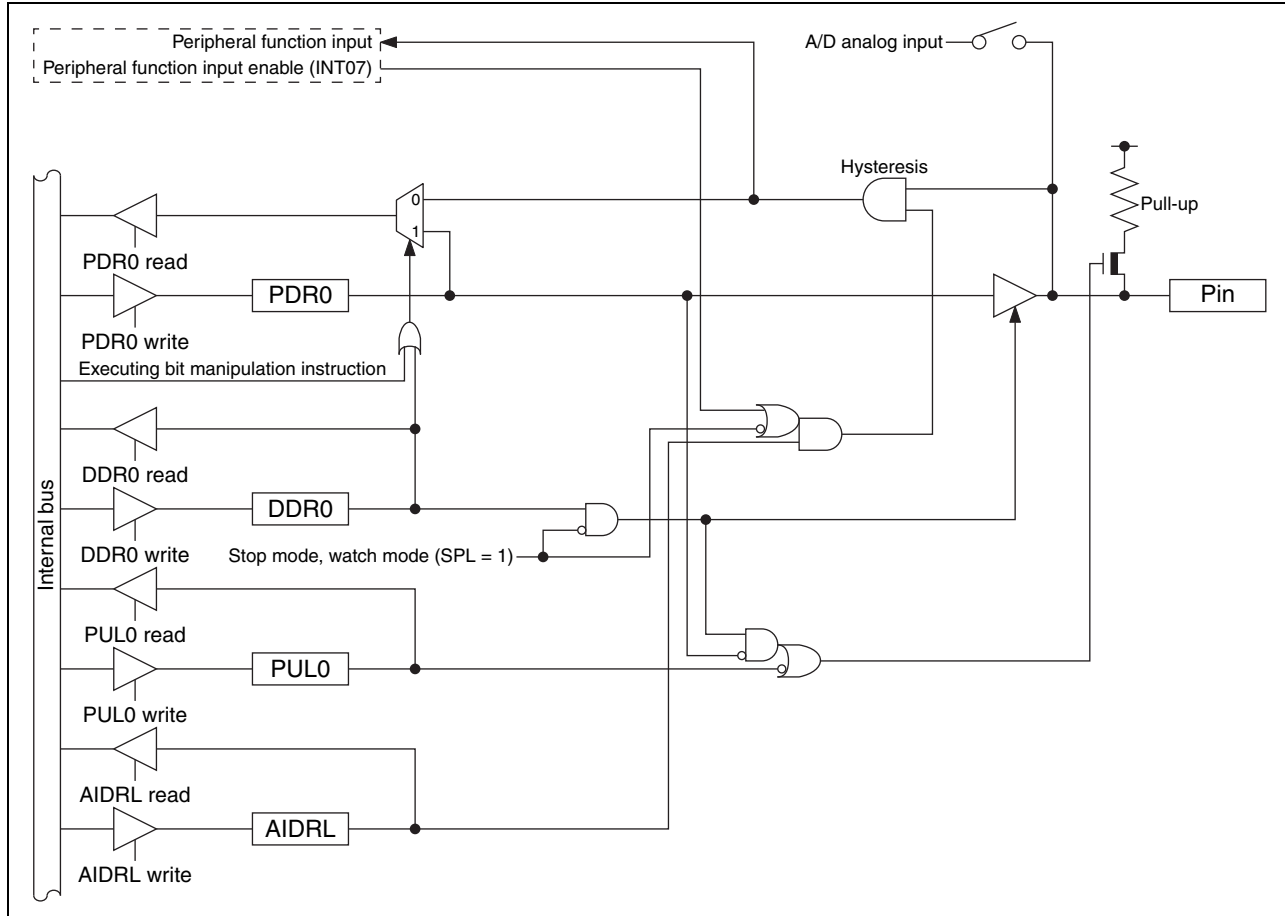 Peripheral function input
Peripheral function input enable (INT07)
A/D analog input
Hysteresis
Pull-up
0
1
PDR0 read
PDR0
Pin
PDR0 write
Executing bit manipulation instruction
DDR0 read
DDR0
DDR0 write
Stop mode, watch mode (SPL = 1)
Internal bus
PUL0 read
PUL0
PUL0 write
AIDRL read
AIDRL
AIDRL write